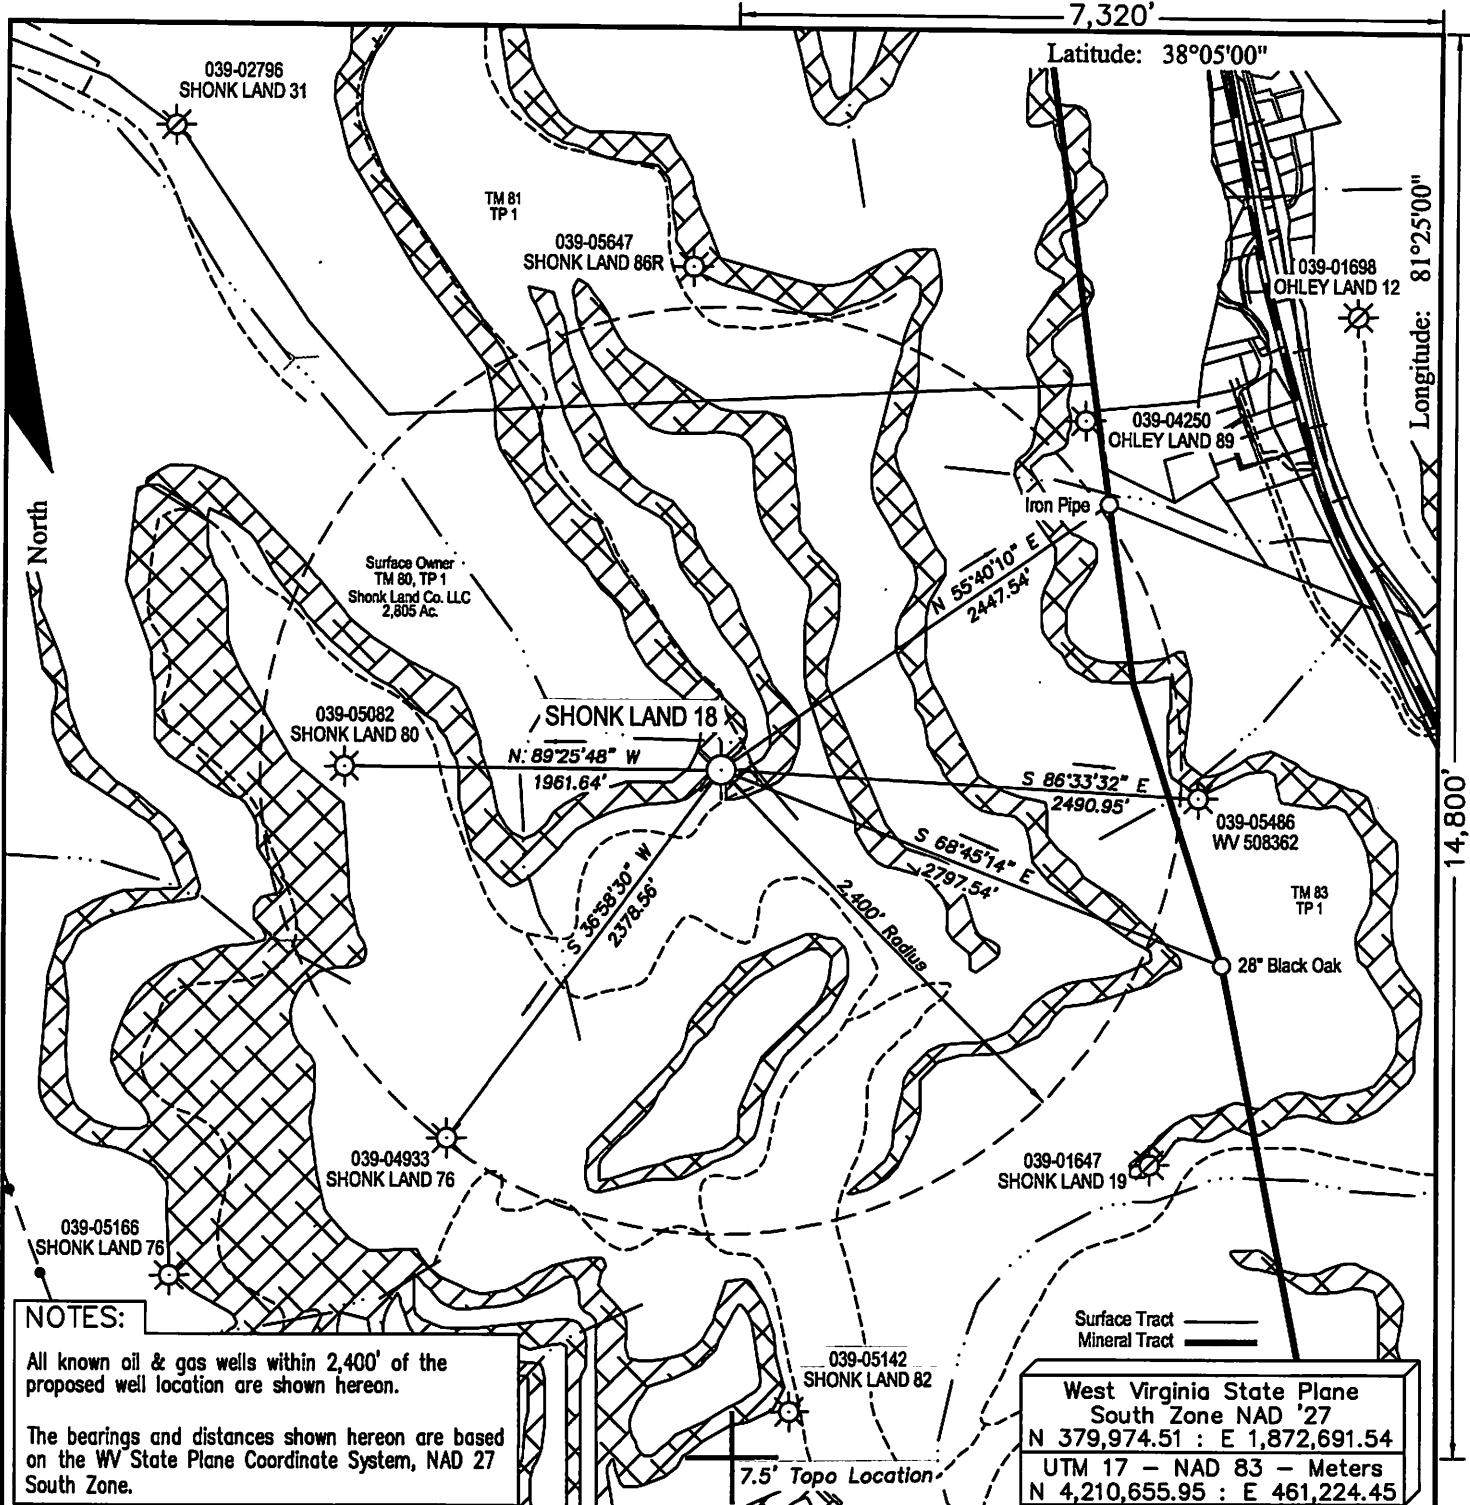 7,320'
Latitude: 38°05'00"
039-02796
SHONK LAND 31
TM 81
TP 1
039-05647
SHONK LAND 86R
039-01698
OHLEY LAND 12
Longitude: 81°25'00"
039-04250
OHLEY LAND 89
Iron Pipe
North
Surface Owner
TM 80, TP 1
Shonk Land Co. LLC
2,805 Ac.
N 55°40'10" E
2447.54'
039-05082
SHONK LAND 80
SHONK LAND 18
N 89°25'48" W
1961.64'
S 86°33'32" E
2490.95'
039-05486
WV 508362
14,800'
S 68°45'14" E
2797.54'
S 36°58'30" W
2378.56'
2,400' Radius
TM 83
TP 1
28" Black Oak
039-04933
SHONK LAND 76
039-01647
SHONK LAND 19
039-05166
SHONK LAND 76
NOTES:
All known oil & gas wells within 2,400' of the
proposed well location are shown hereon.
The bearings and distances shown hereon are based
on the WV State Plane Coordinate System, NAD 27
South Zone.
039-05142
SHONK LAND 82
7.5' Topo Location
Surface Tract
Mineral Tract
West Virginia State Plane
South Zone NAD '27
N 379,974.51 : E 1,872,691.54
UTM 17 - NAD 83 - Meters
N 4,210,655.95 : E 461,224.45